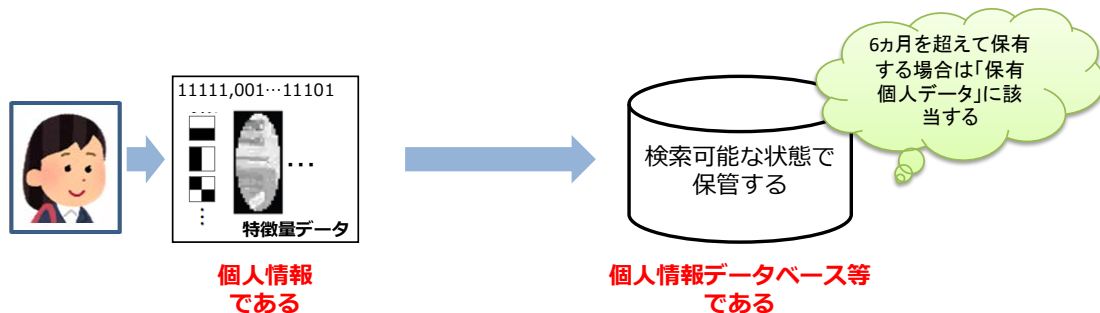 11111,001…11101
…
⋮
特徴量データ
個人情報
である
検索可能な状態で
保管する
個人情報データベース等
である
6ヵ月を超えて保有
する場合は「保有
個人データ」に該
当する